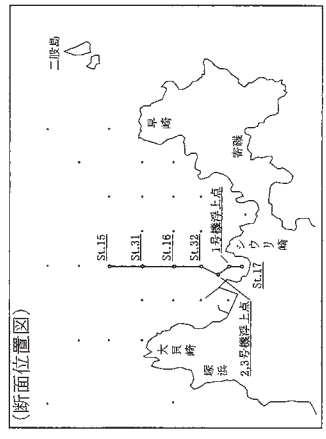 (断面位置図)
二股島
早崎
寄磯
St.15
St.31
St.16
St.32
1号機浮上点
シウリ崎
St.17
2,3号機浮上点
大貝崎
塚浜